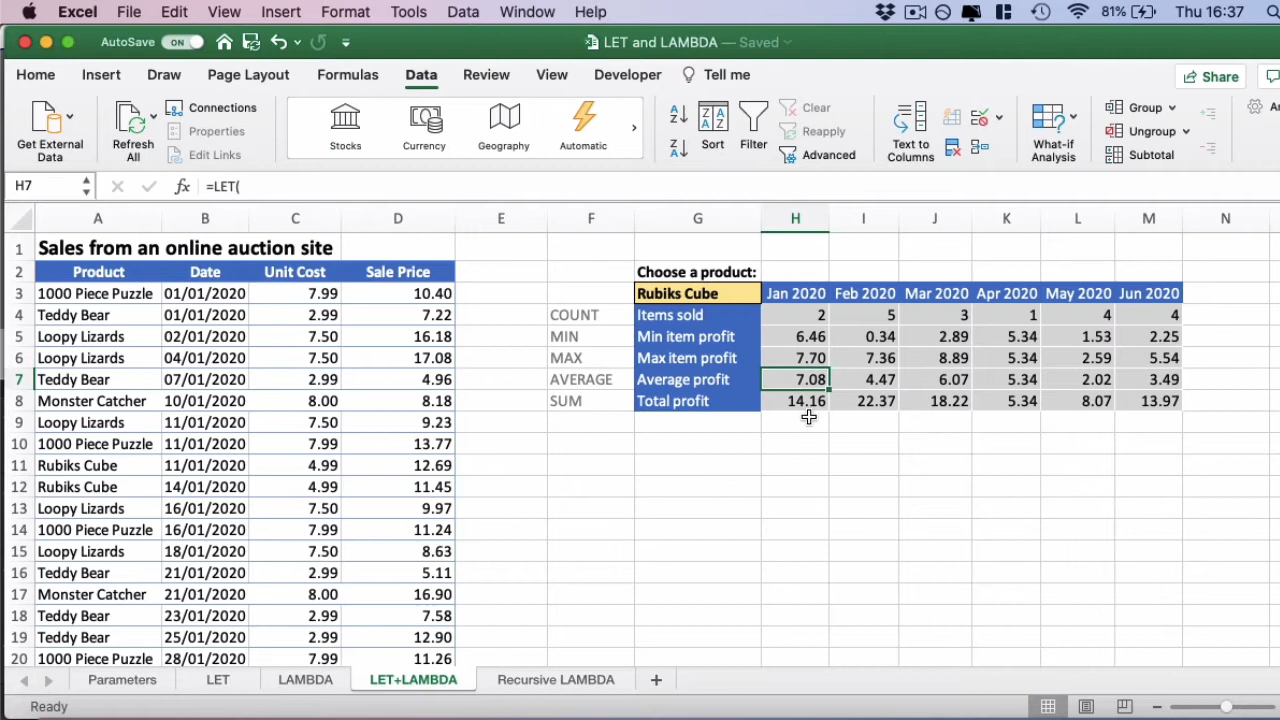 Excel File Edit View Insert Format Tools Data Window Help 81% Thu 16:37
AutoSave ON LET and LAMBDA — Saved
Home Insert Draw Page Layout Formulas Data Review View Developer Tell me Share
Get External Data
Refresh All
Connections
Properties
Edit Links
Stocks Currency Geography Automatic
Sort Filter
Clear
Reapply
Advanced
Text to Columns
What-if Analysis
Group
Ungroup
Subtotal
H7 fx =LET(
A B C D E F G H I J K L M N
1 Sales from an online auction site
2 Product Date Unit Cost Sale Price Choose a product:
3 1000 Piece Puzzle 01/01/2020 7.99 10.40 Rubiks Cube Jan 2020 Feb 2020 Mar 2020 Apr 2020 May 2020 Jun 2020
4 Teddy Bear 01/01/2020 2.99 7.22 COUNT Items sold 2 5 3 1 4 4
5 Loopy Lizards 02/01/2020 7.50 16.18 MIN Min item profit 6.46 0.34 2.89 5.34 1.53 2.25
6 Loopy Lizards 04/01/2020 7.50 17.08 MAX Max item profit 7.70 7.36 8.89 5.34 2.59 5.54
7 Teddy Bear 07/01/2020 2.99 4.96 AVERAGE Average profit 7.08 4.47 6.07 5.34 2.02 3.49
8 Monster Catcher 10/01/2020 8.00 8.18 SUM Total profit 14.16 22.37 18.22 5.34 8.07 13.97
9 Loopy Lizards 11/01/2020 7.50 9.23
10 1000 Piece Puzzle 11/01/2020 7.99 13.77
11 Rubiks Cube 11/01/2020 4.99 12.69
12 Rubiks Cube 14/01/2020 4.99 11.45
13 Loopy Lizards 16/01/2020 7.50 9.97
14 1000 Piece Puzzle 16/01/2020 7.99 11.24
15 Loopy Lizards 18/01/2020 7.50 8.63
16 Teddy Bear 21/01/2020 2.99 5.11
17 Monster Catcher 21/01/2020 8.00 16.90
18 Teddy Bear 23/01/2020 2.99 7.58
19 Teddy Bear 25/01/2020 2.99 12.90
20 1000 Piece Puzzle 28/01/2020 7.99 11.26
Parameters LET LAMBDA LET+LAMBDA Recursive LAMBDA
Ready